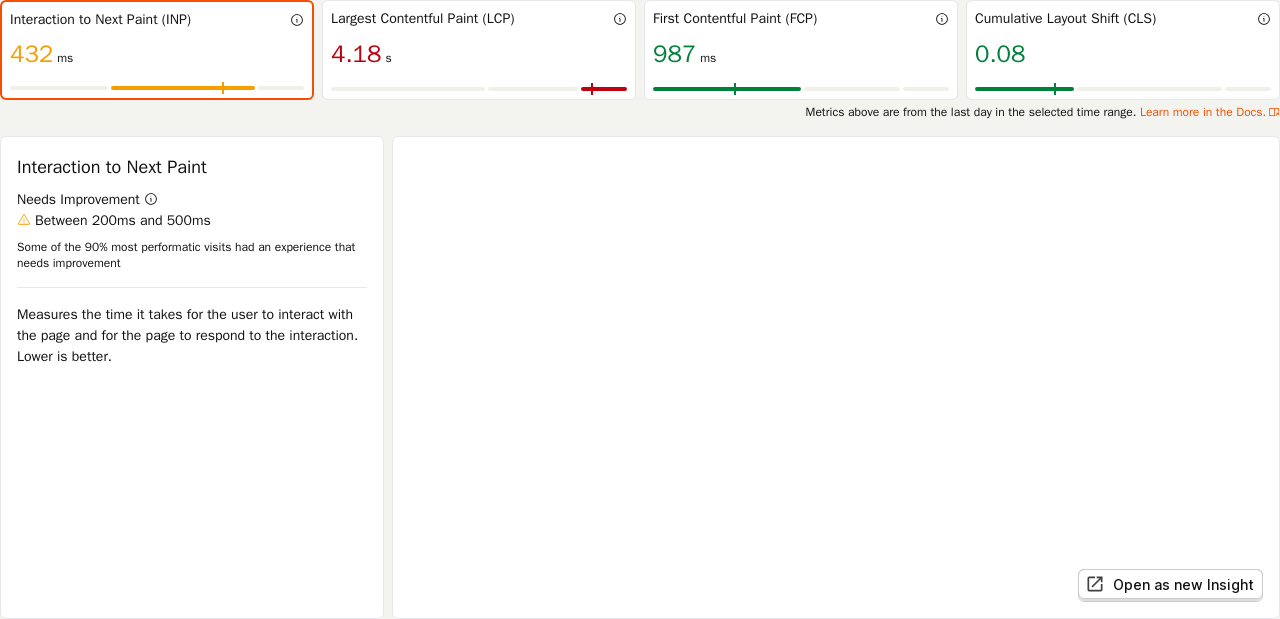 Interaction to Next Paint (INP)
432 ms
Largest Contentful Paint (LCP)
4.18 s
First Contentful Paint (FCP)
987 ms
Cumulative Layout Shift (CLS)
0.08
Metrics above are from the last day in the selected time range. Learn more in the Docs.
Interaction to Next Paint
Needs Improvement
Between 200ms and 500ms
Some of the 90% most performatic visits had an experience that
needs improvement
Measures the time it takes for the user to interact with
the page and for the page to respond to the interaction.
Lower is better.
Open as new Insight